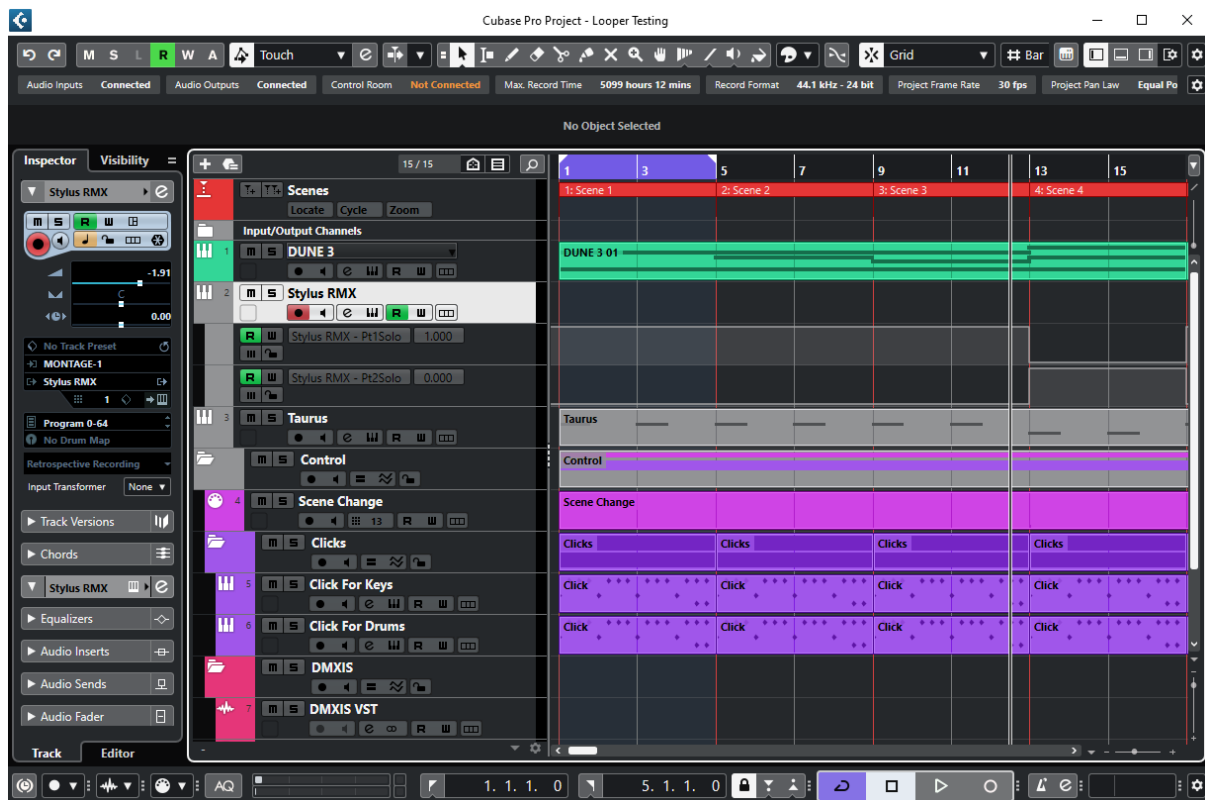 Cubase Pro Project - Looper Testing
M S L R W A Touch Grid Bar
Audio Inputs Connected Audio Outputs Connected Control Room Not Connected Max. Record Time 5099 hours 12 mins Record Format 44.1 kHz - 24 bit Project Frame Rate 30 fps Project Pan Law Equal Po
No Object Selected
Inspector Visibility
15 / 15
1 3 5 7 9 11 13 15
Stylus RMX
Scenes
1: Scene 1 2: Scene 2 3: Scene 3 4: Scene 4
Locate Cycle Zoom
m S R W
Input/Output Channels
1 m S DUNE 3
DUNE 3 01
R W
-1.91
2 m S Stylus RMX
C
R W
0.00
R W Stylus RMX - Pt1Solo 1.000
No Track Preset
MONTAGE-1
Stylus RMX
R W Stylus RMX - Pt2Solo 0.000
1
Program 0-64
3 m S Taurus
Taurus
No Drum Map
R W
Retrospective Recording
m S Control
Control
Input Transformer None
4 m S Scene Change
Scene Change
Track Versions
13 R W
m S Clicks
Clicks Clicks Clicks Clicks
Chords
Stylus RMX
5 m S Click For Keys
Click Click Click Click
R W
Equalizers
6 m S Click For Drums
Click Click Click Click
Audio Inserts
R W
m S DMXIS
Audio Sends
7 m S DMXIS VST
Audio Fader
R W
Track Editor
AQ 1. 1. 1. 0 5. 1. 1. 0